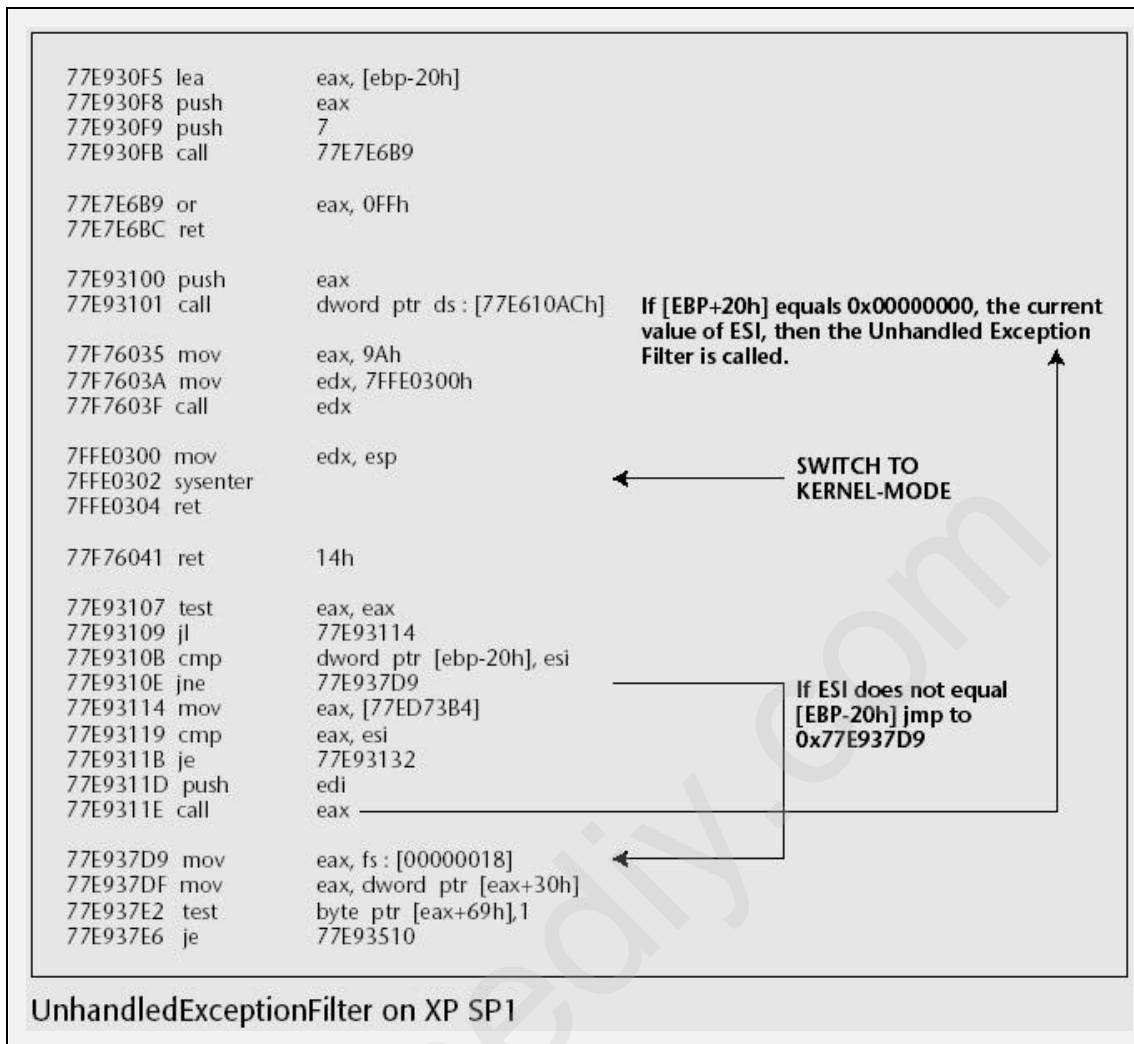 77E930F5 lea eax, [ebp-20h]
77E930F8 push eax
77E930F9 push 7
77E930FB call 77E7E6B9
77E7E6B9 or eax, 0FFh
77E7E6BC ret
77E93100 push eax
77E93101 call dword ptr ds : [77E610ACh]
If [EBP+20h] equals 0x00000000, the current
value of ESI, then the Unhandled Exception
Filter is called.
77F76035 mov eax, 9Ah
77F7603A mov edx, 7FFE0300h
77F7603F call edx
7FFE0300 mov edx, esp
7FFE0302 sysenter
7FFE0304 ret
SWITCH TO
KERNEL-MODE
77F76041 ret 14h
77E93107 test eax, eax
77E93109 jl 77E93114
77E9310B cmp dword ptr [ebp-20h], esi
77E9310E jne 77E937D9
77E93114 mov eax, [77ED73B4]
77E93119 cmp eax, esi
77E9311B je 77E93132
77E9311D push edi
77E9311E call eax
If ESI does not equal
[EBP-20h] jmp to
0x77E937D9
77E937D9 mov eax, fs : [00000018]
77E937DF mov eax, dword ptr [eax+30h]
77E937E2 test byte ptr [eax+69h],1
77E937E6 je 77E93510
UnhandledExceptionFilter on XP SP1
ediy.com